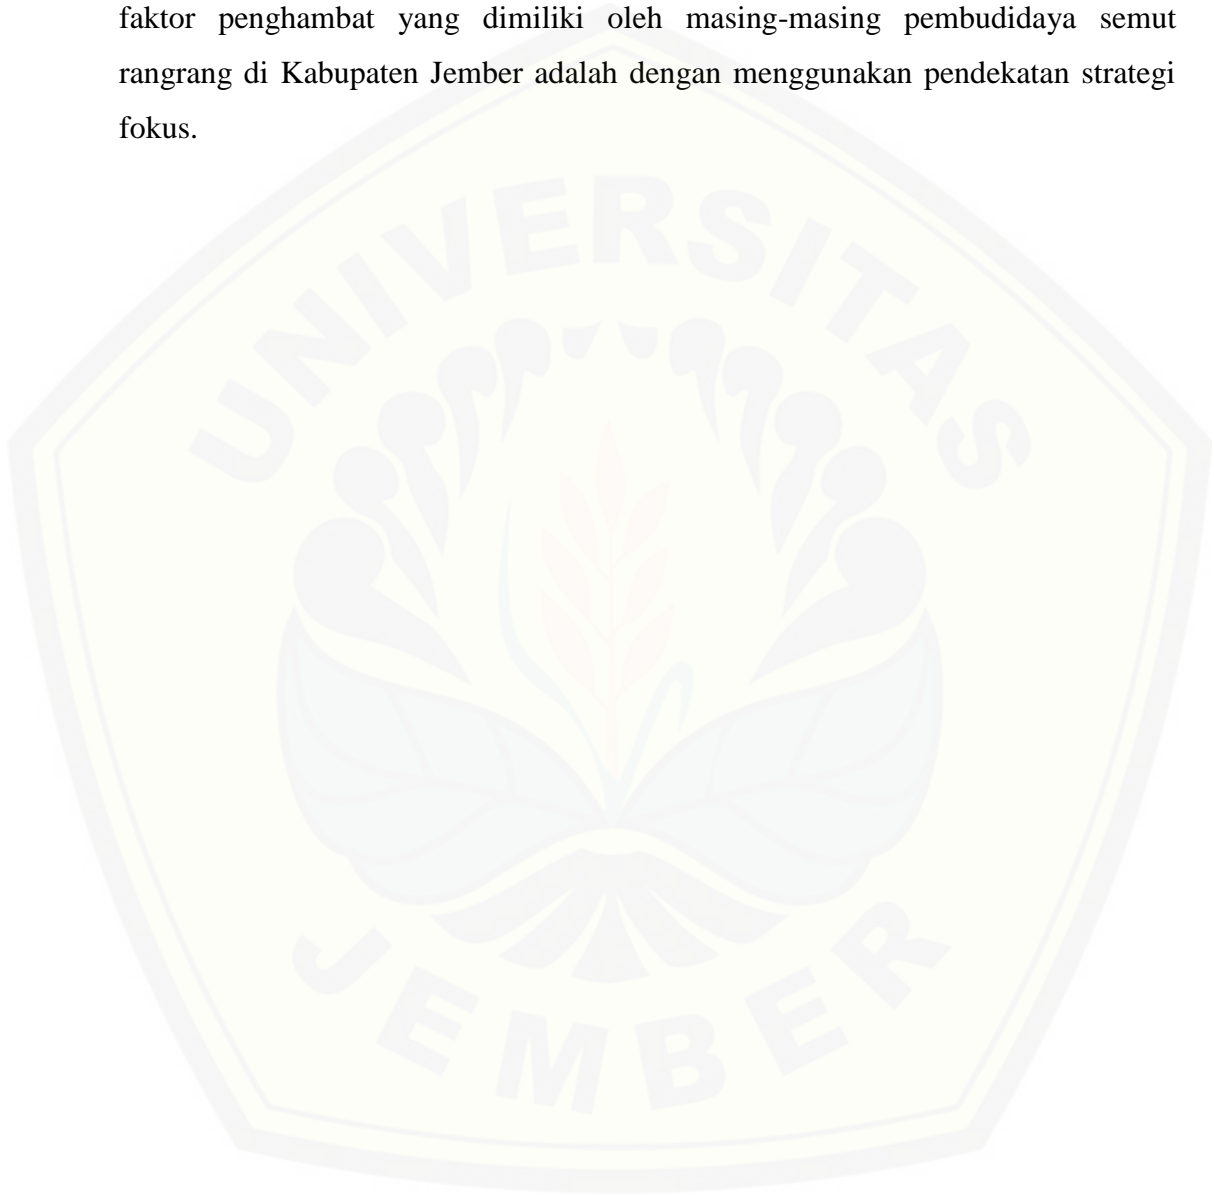 faktor penghambat yang dimiliki oleh masing-masing pembudidaya semut
rangrang di Kabupaten Jember adalah dengan menggunakan pendekatan strategi
fokus.
UNIVERSITAS
JEMBER